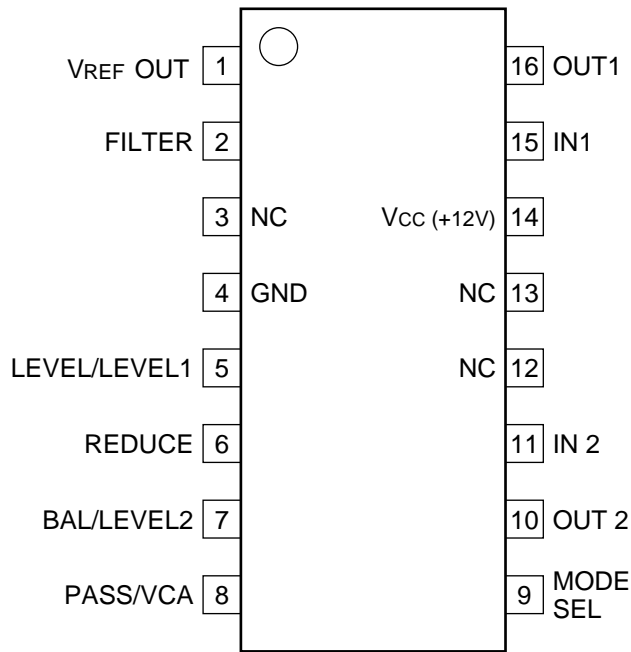 VREF OUT 1
16 OUT1
FILTER 2
15 IN1
3 NC
VCC (+12V) 14
4 GND
NC 13
LEVEL/LEVEL1 5
NC 12
REDUCE 6
11 IN 2
BAL/LEVEL2 7
10 OUT 2
PASS/VCA 8
9 MODE
SEL